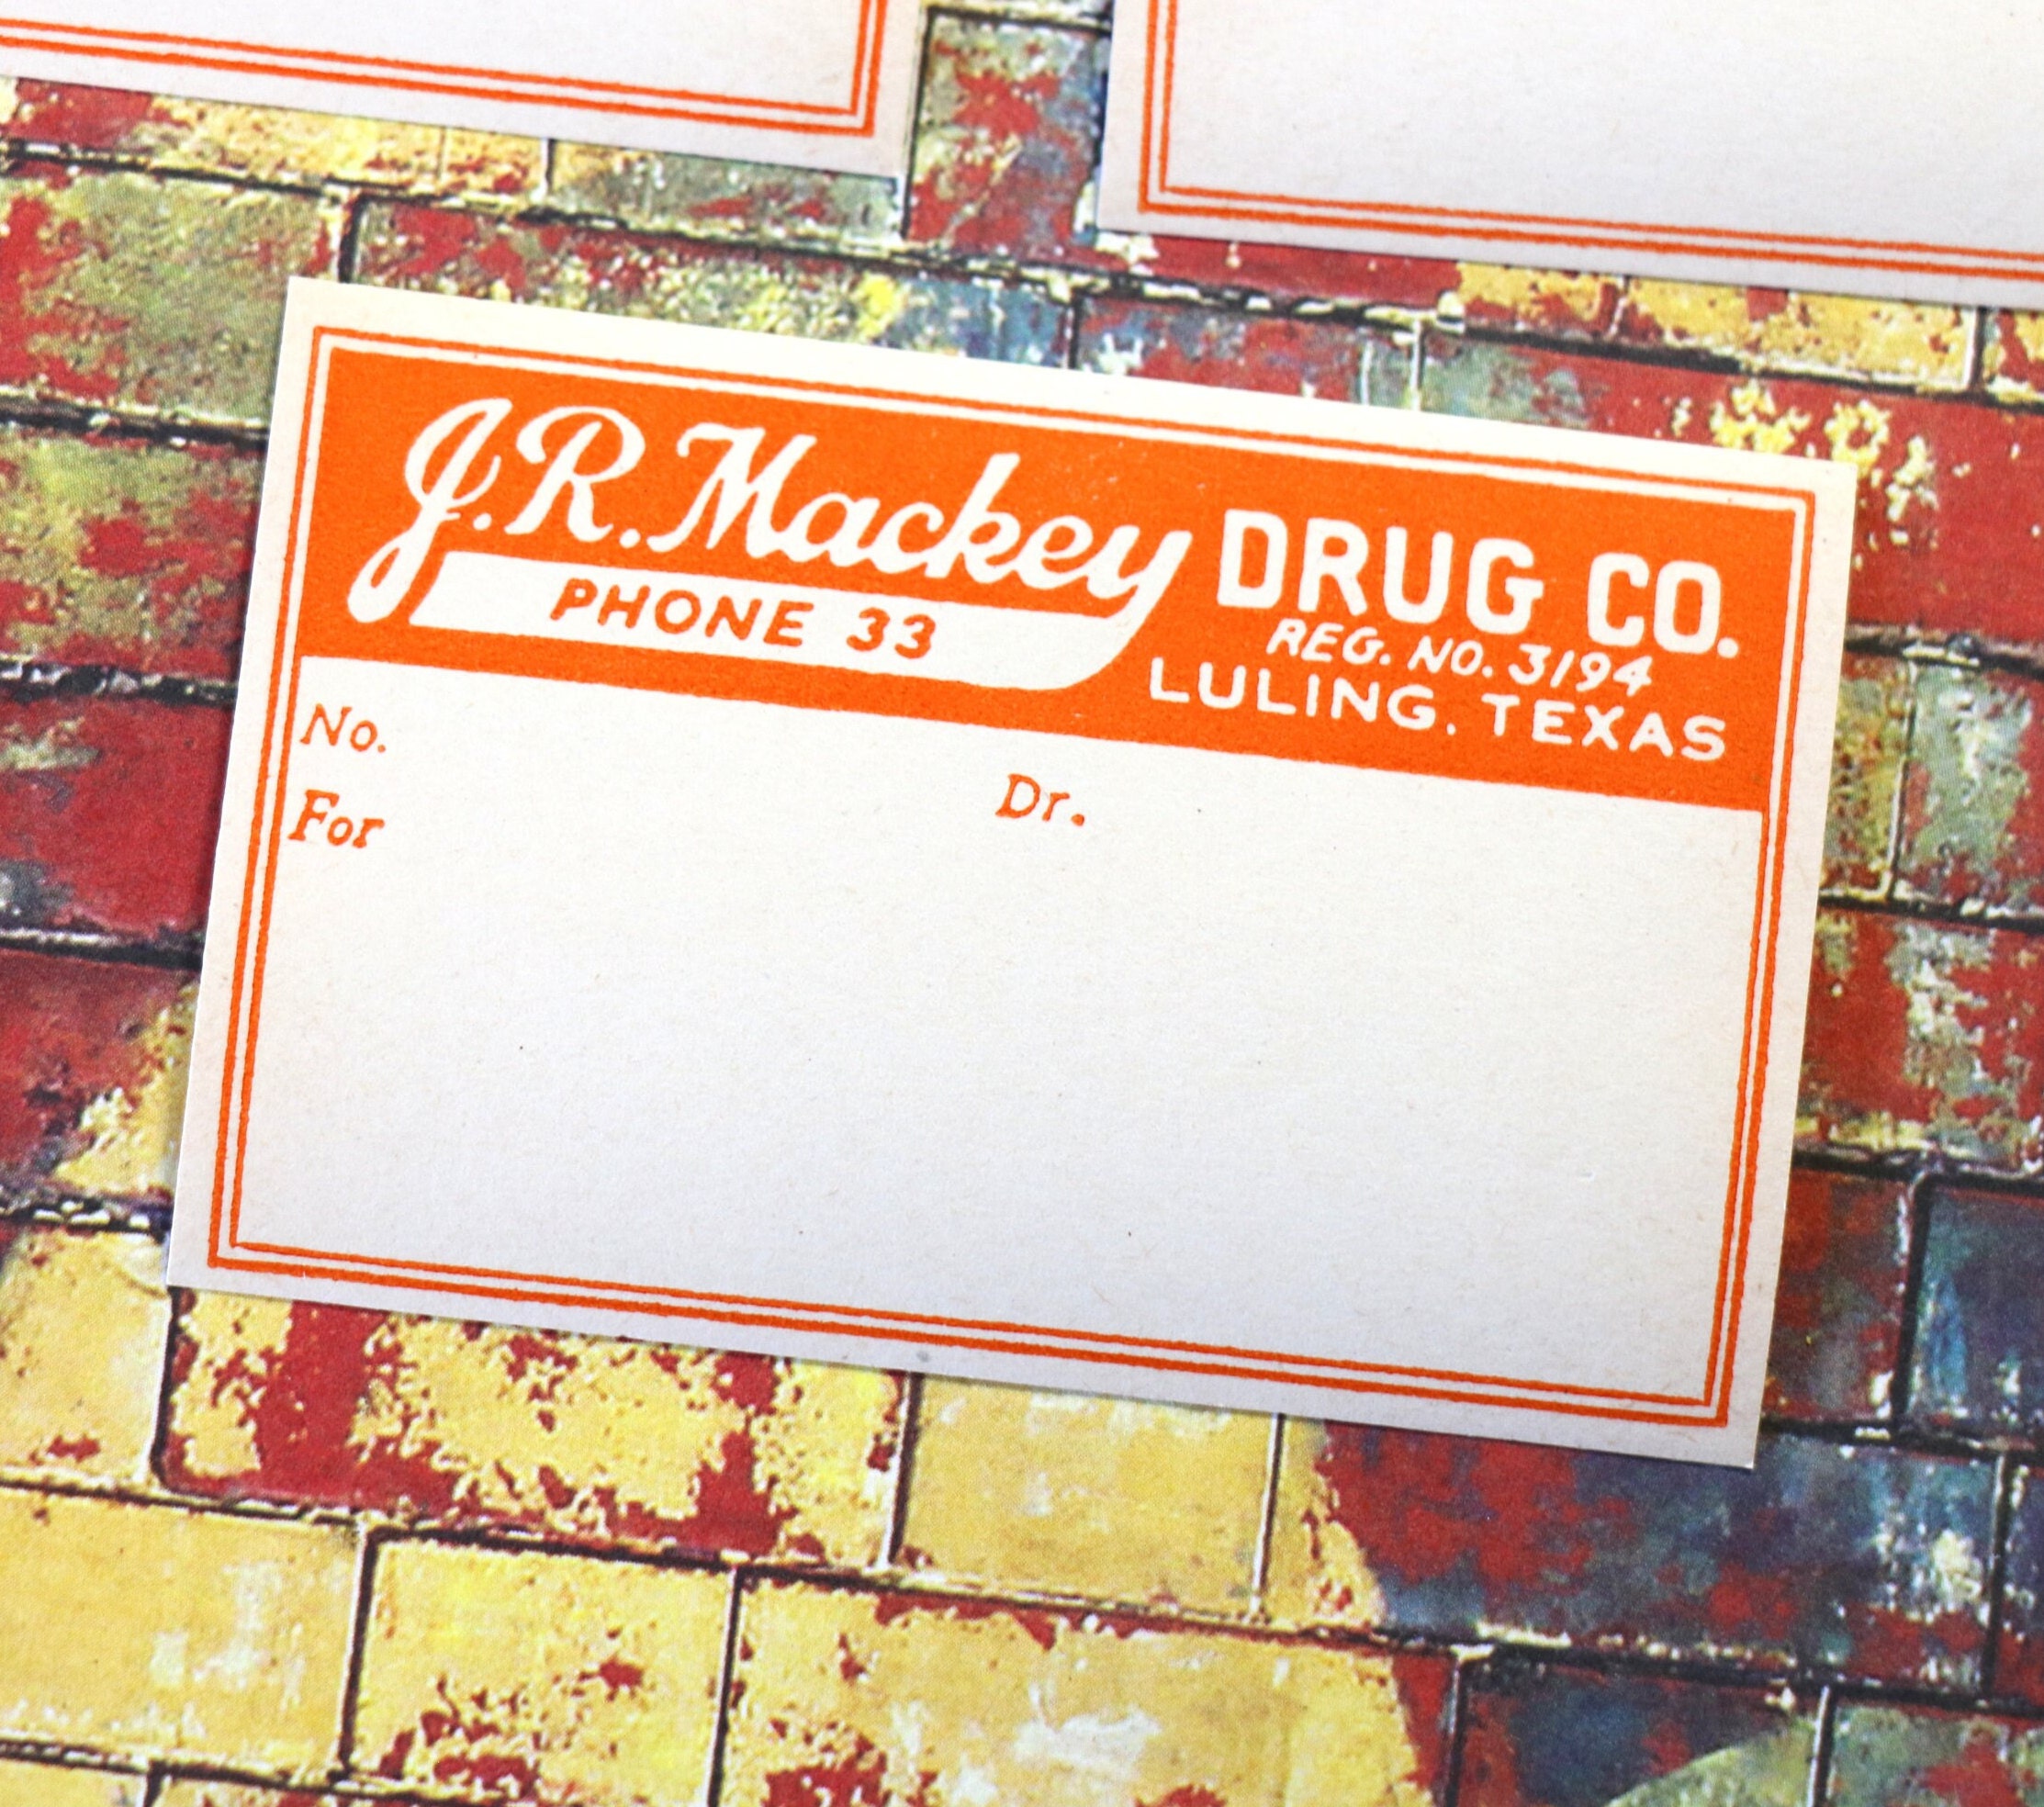 J.R. Mackey DRUG CO.
PHONE 33
REG. NO. 3194
LULING, TEXAS
No.
Dr.
For